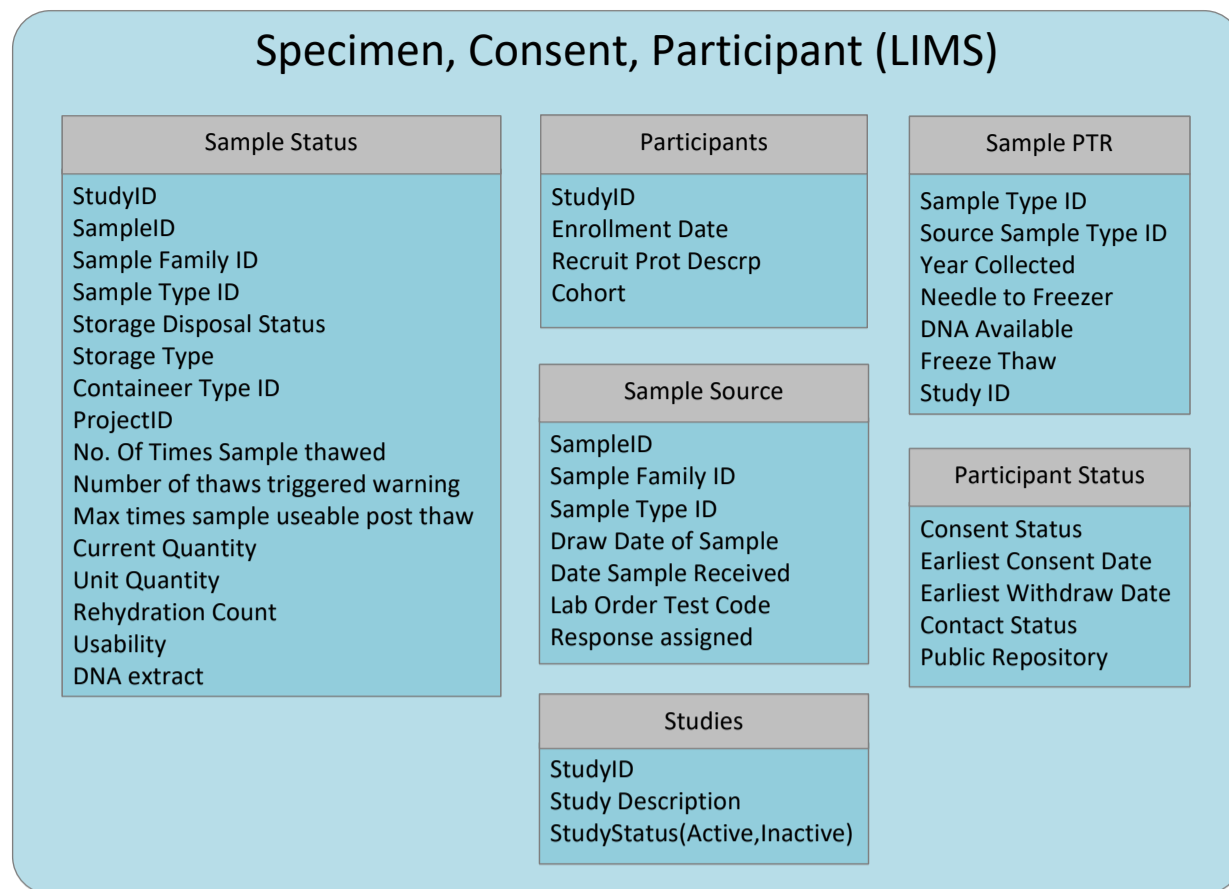 Specimen, Consent, Participant (LIMS)
Sample Status
StudyID
SampleID
Sample Family ID
Sample Type ID
Storage Disposal Status
Storage Type
Containeer Type ID
ProjectID
No. Of Times Sample thawed
Number of thaws triggered warning
Max times sample useable post thaw
Current Quantity
Unit Quantity
Rehydration Count
Usability
DNA extract
Participants
StudyID
Enrollment Date
Recruit Prot Descrp
Cohort
Sample Source
SampleID
Sample Family ID
Sample Type ID
Draw Date of Sample
Date Sample Received
Lab Order Test Code
Response assigned
Studies
StudyID
Study Description
StudyStatus(Active,Inactive)
Sample PTR
Sample Type ID
Source Sample Type ID
Year Collected
Needle to Freezer
DNA Available
Freeze Thaw
Study ID
Participant Status
Consent Status
Earliest Consent Date
Earliest Withdraw Date
Contact Status
Public Repository